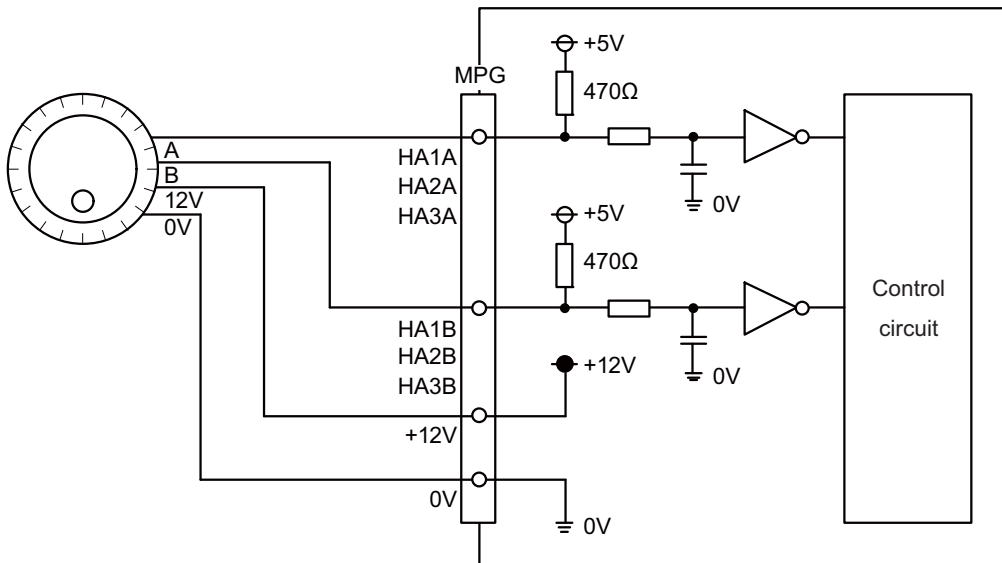 +5V
MPG
470Ω
A
HA1A
B
HA2A
0V
12V
HA3A
+5V
0V
470Ω
Control
circuit
HA1B
HA2B
+12V
0V
HA3B
+12V
0V
0V